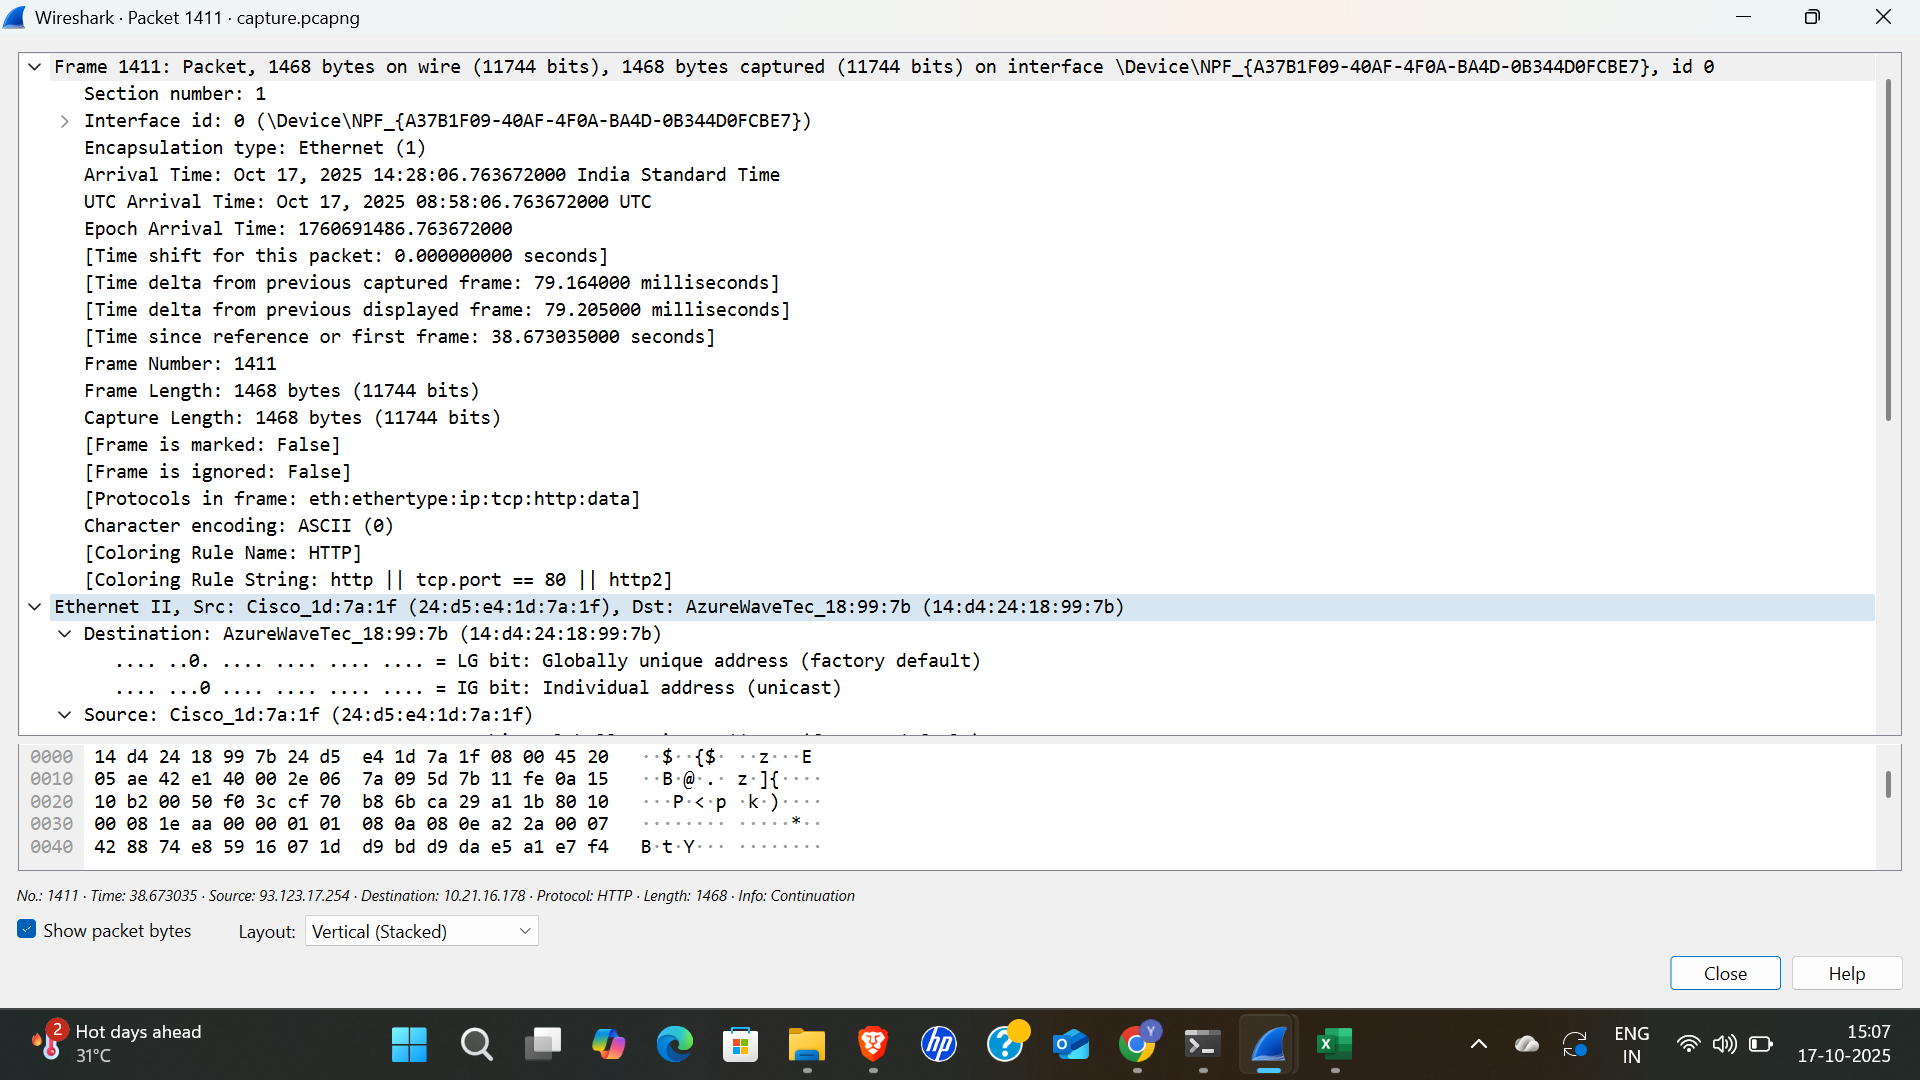 Wireshark · Packet 1411 · capture.pcapng
Frame 1411: Packet, 1468 bytes on wire (11744 bits), 1468 bytes captured (11744 bits) on interface \Device\NPF_{A37B1F09-40AF-4F0A-BA4D-0B344D0FCBE7}, id 0
Section number: 1
Interface id: 0 (\Device\NPF_{A37B1F09-40AF-4F0A-BA4D-0B344D0FCBE7})
Encapsulation type: Ethernet (1)
Arrival Time: Oct 17, 2025 14:28:06.763672000 India Standard Time
UTC Arrival Time: Oct 17, 2025 08:58:06.763672000 UTC
Epoch Arrival Time: 1760691486.763672000
[Time shift for this packet: 0.000000000 seconds]
[Time delta from previous captured frame: 79.164000 milliseconds]
[Time delta from previous displayed frame: 79.205000 milliseconds]
[Time since reference or first frame: 38.673035000 seconds]
Frame Number: 1411
Frame Length: 1468 bytes (11744 bits)
Capture Length: 1468 bytes (11744 bits)
[Frame is marked: False]
[Frame is ignored: False]
[Protocols in frame: eth:ethertype:ip:tcp:http:data]
Character encoding: ASCII (0)
[Coloring Rule Name: HTTP]
[Coloring Rule String: http || tcp.port == 80 || http2]
Ethernet II, Src: Cisco_1d:7a:1f (24:d5:e4:1d:7a:1f), Dst: AzureWaveTec_18:99:7b (14:d4:24:18:99:7b)
Destination: AzureWaveTec_18:99:7b (14:d4:24:18:99:7b)
.... ..0. .... .... .... .... = LG bit: Globally unique address (factory default)
.... ...0 .... .... .... .... = IG bit: Individual address (unicast)
Source: Cisco_1d:7a:1f (24:d5:e4:1d:7a:1f)
0000 14 d4 24 18 99 7b 24 d5 e4 1d 7a 1f 08 00 45 20 ··$··{$· ··z···E
0010 05 ae 42 e1 40 00 2e 06 7a 09 5d 7b 11 fe 0a 15 ··B·@·.· z·]{····
0020 10 b2 00 50 f0 3c cf 70 b8 6b ca 29 a1 1b 80 10 ···P·<·p ·k·)····
0030 00 08 1e aa 00 00 01 01 08 0a 08 0e a2 2a 00 07 ········ ·····*··
0040 42 88 74 e8 59 16 07 1d d9 bd d9 da e5 a1 e7 f4 B·t·Y··· ········
No.: 1411 · Time: 38.673035 · Source: 93.123.17.254 · Destination: 10.21.16.178 · Protocol: HTTP · Length: 1468 · Info: Continuation
Show packet bytes Layout: Vertical (Stacked)
Close Help
2 Hot days ahead
31°C
hp
Y
ENG
IN
15:07
17-10-2025